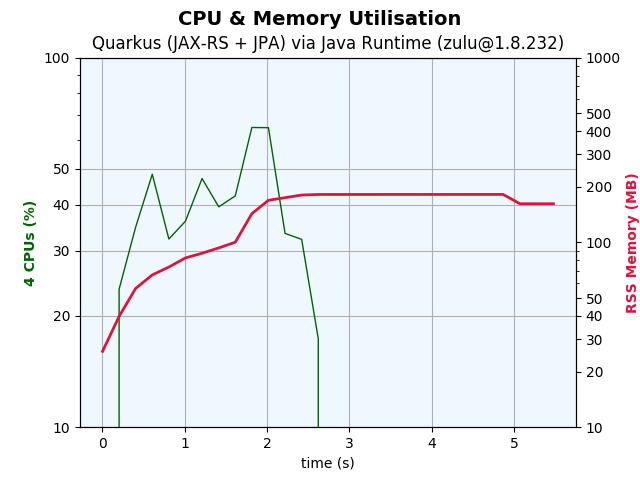 CPU & Memory Utilisation
Quarkus (JAX-RS + JPA) via Java Runtime (zulu@1.8.232)
100
50
40
30
20
10
4 CPUs (%)
1000
500
400
300
200
100
50
40
30
20
10
RSS Memory (MB)
0 1 2 3 4 5
time (s)